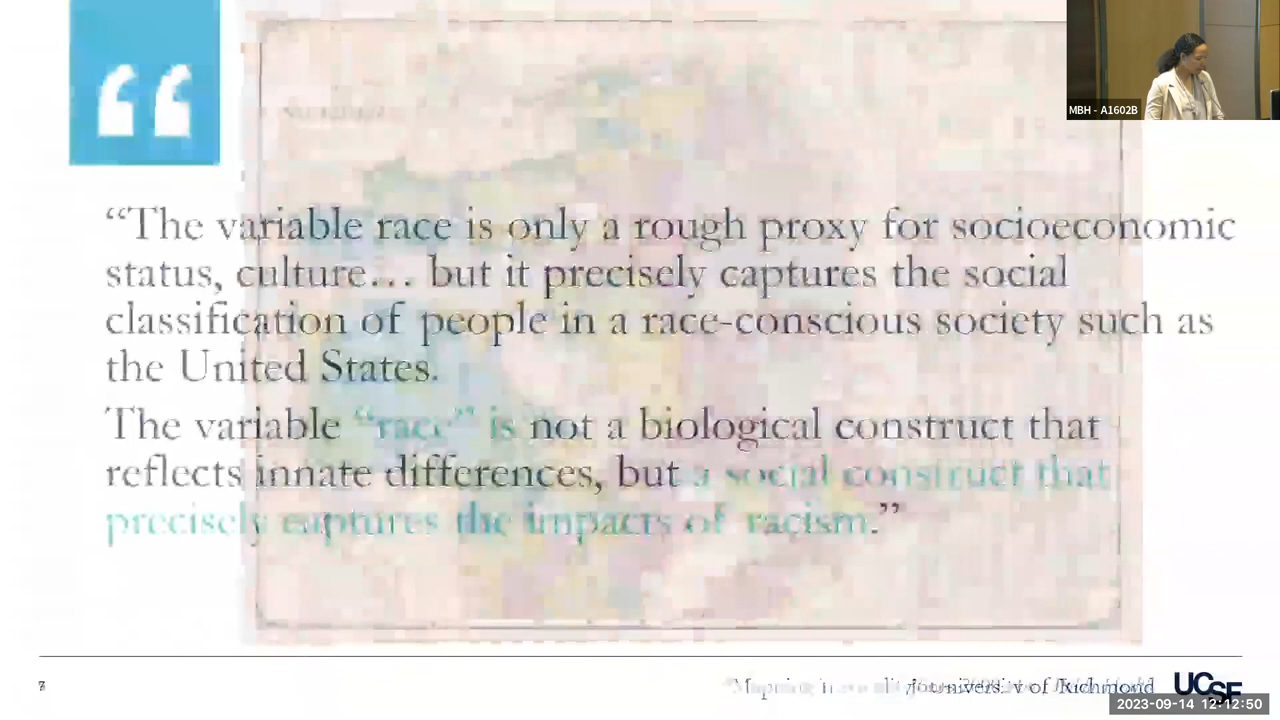 “
MBH - A1602B
“The variable race is only a rough proxy for socioeconomic
status, culture… but it precisely captures the social
classification of people in a race-conscious society such as
the United States.
The variable “race” is not a biological construct that
reflects innate differences, but a social construct that
precisely captures the impacts of racism.”
University of Richmond
UCSF
2023-09-14 12:12:50